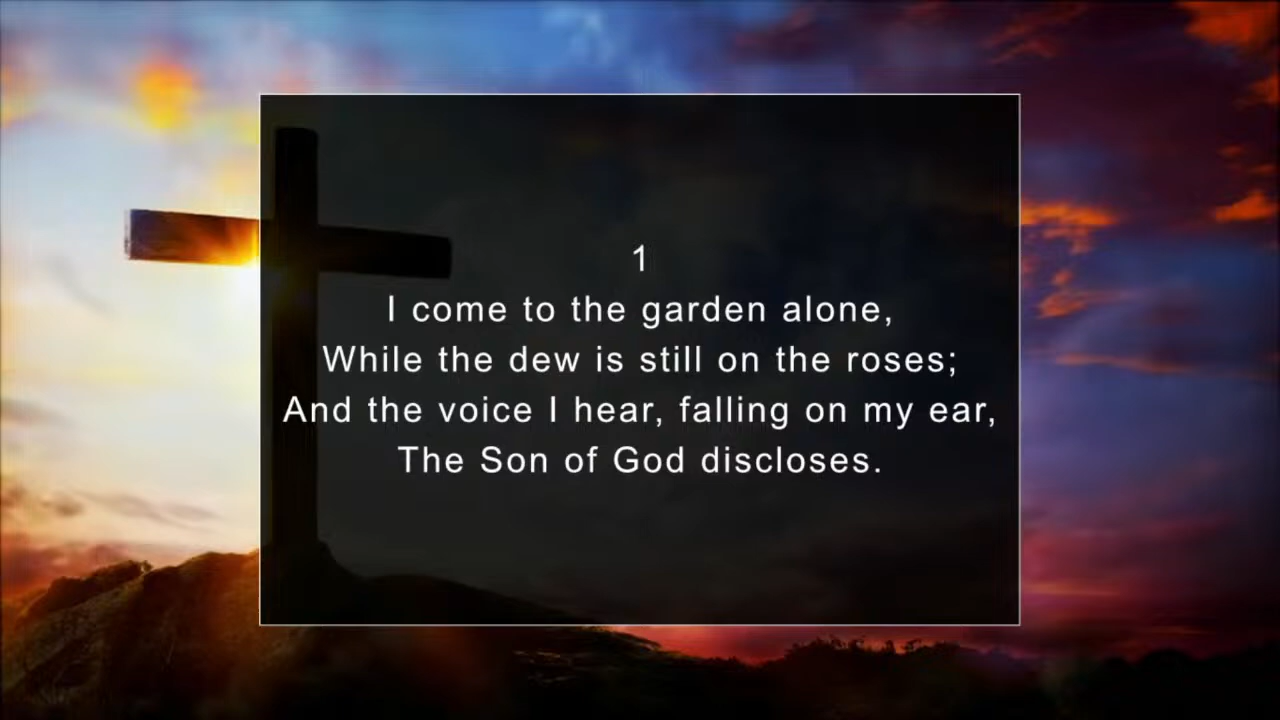 1
I come to the garden alone,
While the dew is still on the roses;
And the voice I hear, falling on my ear,
The Son of God discloses.